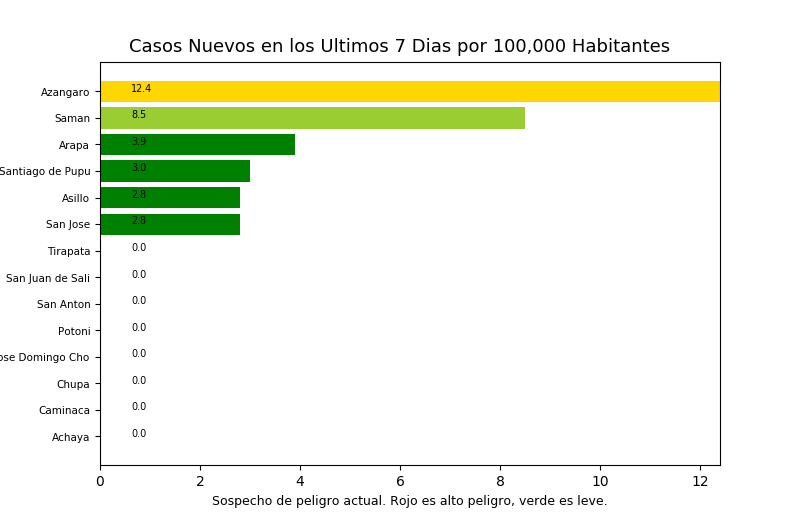 Casos Nuevos en los Ultimos 7 Dias por 100,000 Habitantes
Azangaro 12.4
Saman 8.5
Arapa 3.9
Santiago de Pupu 3.0
Asillo 2.8
San Jose 2.8
Tirapata 0.0
San Juan de Sali 0.0
San Anton 0.0
Potoni 0.0
ose Domingo Cho 0.0
Chupa 0.0
Caminaca 0.0
Achaya 0.0
0 2 4 6 8 10 12
Sospecho de peligro actual. Rojo es alto peligro, verde es leve.